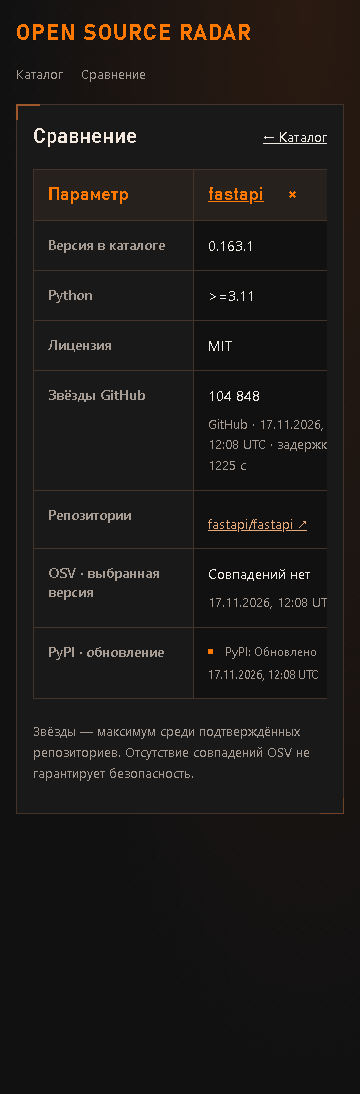 OPEN SOURCE RADAR
Каталог Сравнение
Сравнение
← Каталог
Параметр fastapi ×
Версия в каталоге 0.163.1
Python >=3.11
Лицензия MIT
Звёзды GitHub 104 848
GitHub · 17.11.2026,
12:08 UTC · задержк
1225 с
Репозитории fastapi/fastapi ↗
OSV · выбранная
версия
Совпадений нет
17.11.2026, 12:08 UT
PyPI · обновление
PyPI: Обновлено
17.11.2026, 12:08 UTC
Звёзды — максимум среди подтверждённых
репозиториев. Отсутствие совпадений OSV не
гарантирует безопасность.